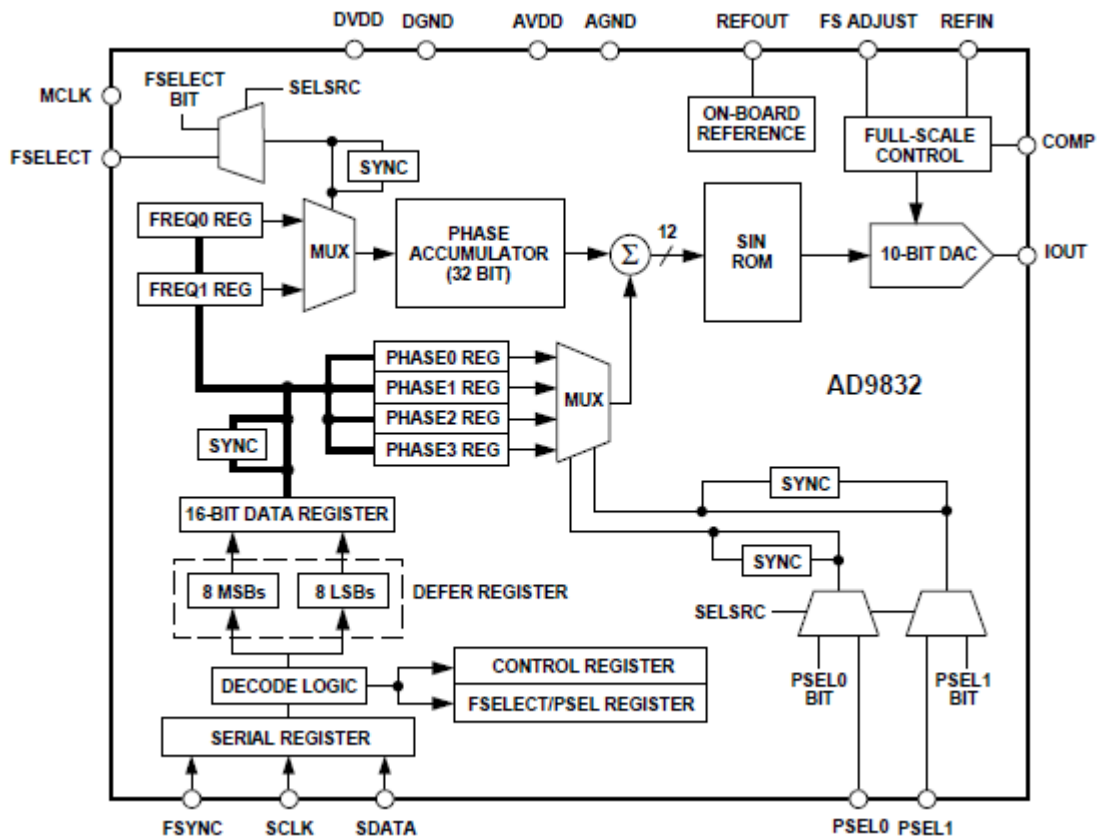 DVDD
DGND
AVDD
AGND
REFOUT
FS ADJUST
REFIN
MCLK
FSELECT
BIT
SELSRC
ON-BOARD
REFERENCE
FULL-SCALE
CONTROL
COMP
FSELECT
SYNC
FREQ0 REG
MUX
PHASE
ACCUMULATOR
(32 BIT)
Σ
12
SIN
ROM
10-BIT DAC
IOUT
FREQ1 REG
PHASE0 REG
PHASE1 REG
PHASE2 REG
PHASE3 REG
MUX
AD9832
SYNC
16-BIT DATA REGISTER
SYNC
SYNC
8 MSBs
8 LSBs
DEFER REGISTER
SELSRC
DECODE LOGIC
CONTROL REGISTER
FSELECT/PSEL REGISTER
PSEL0
BIT
PSEL1
BIT
SERIAL REGISTER
FSYNC
SCLK
SDATA
PSEL0
PSEL1